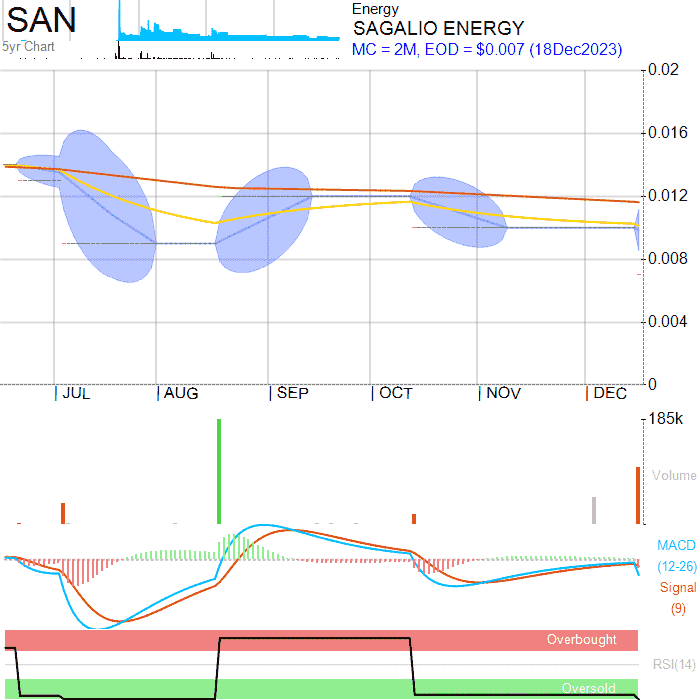 SAN
5yr Chart
Energy
SAGALIO ENERGY
MC = 2M, EOD = $0.007 (18Dec2023)
0.02
0.016
0.012
0.008
0.004
0
JUL AUG SEP OCT NOV DEC
185k
Volume
MACD
(12-26)
Signal
(9)
Overbought
RSI(14)
Oversold